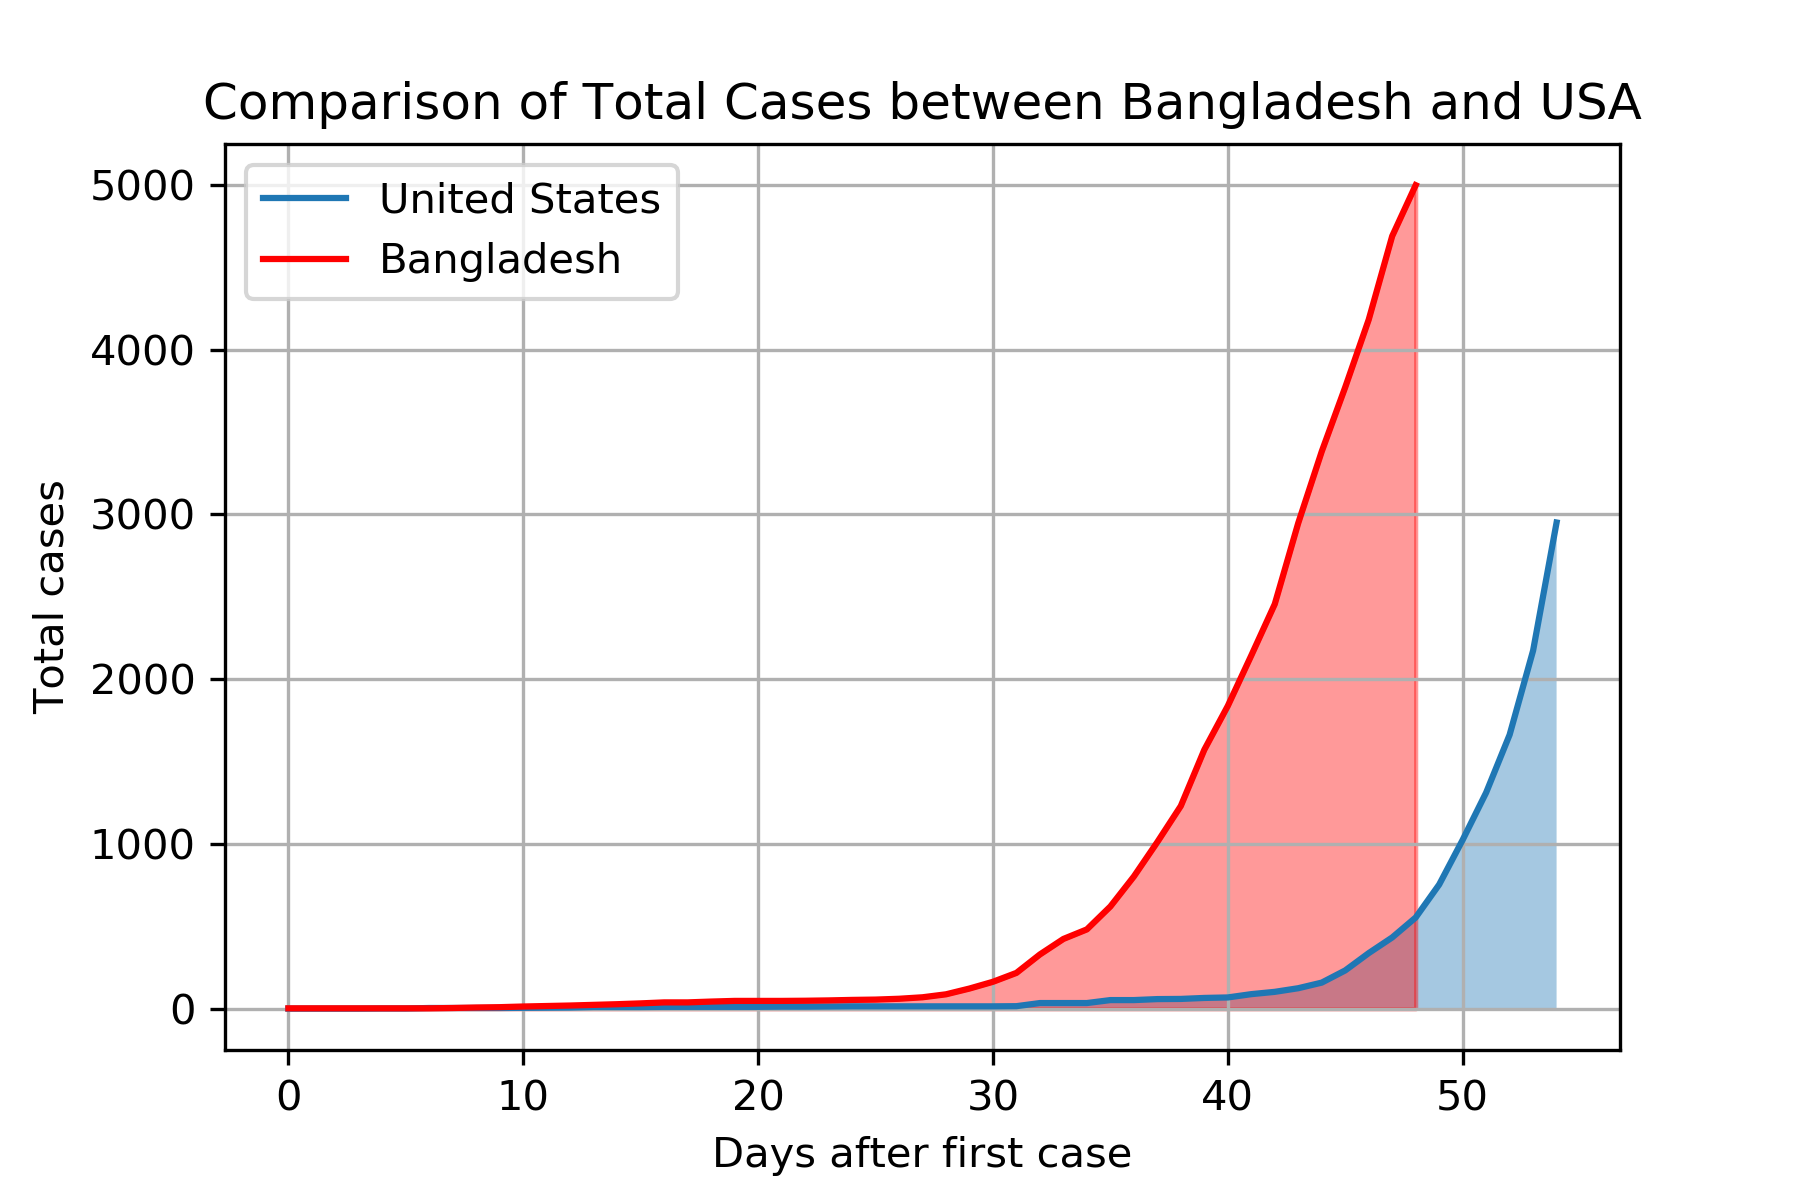 Comparison of Total Cases between Bangladesh and USA
United States
Bangladesh
5000
4000
3000
2000
1000
0
Total cases
0 10 20 30 40 50
Days after first case